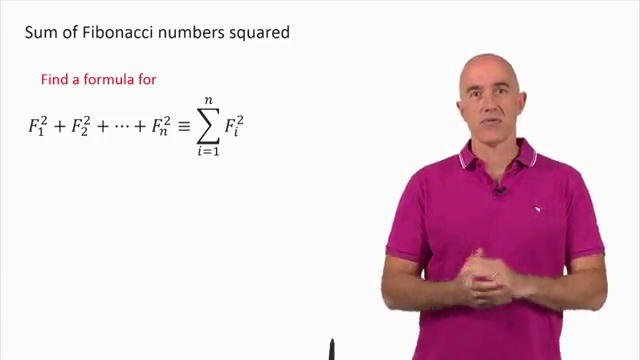 Sum of Fibonacci numbers squared
Find a formula for
$F_1^2 + F_2^2 + \cdots + F_n^2 \equiv \sum_{i=1}^{n} F_i^2$